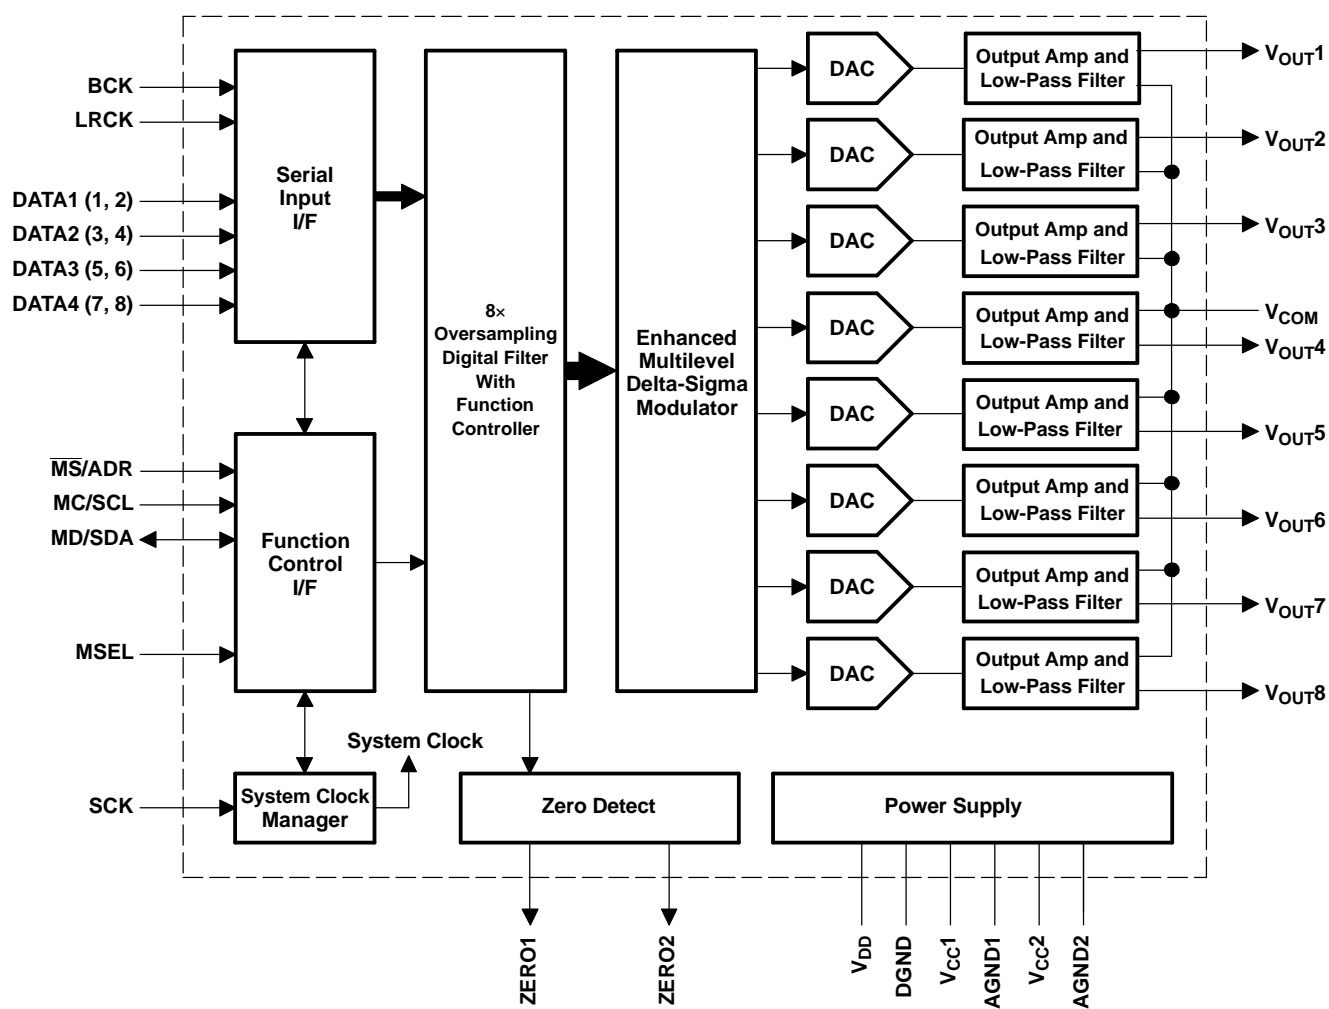 BCK
LRCK
DATA1 (1, 2)
DATA2 (3, 4)
DATA3 (5, 6)
DATA4 (7, 8)
MS/ADR
MC/SCL
MD/SDA
MSEL
SCK
Serial
Input
I/F
Function
Control
I/F
System Clock
Manager
System Clock
8×
Oversampling
Digital Filter
With
Function
Controller
Zero Detect
ZERO1
ZERO2
Enhanced
Multilevel
Delta-Sigma
Modulator
DAC
Output Amp and
Low-Pass Filter
VOUT1
DAC
Output Amp and
Low-Pass Filter
VOUT2
DAC
Output Amp and
Low-Pass Filter
VOUT3
DAC
Output Amp and
Low-Pass Filter
VCOM
VOUT4
DAC
Output Amp and
Low-Pass Filter
VOUT5
DAC
Output Amp and
Low-Pass Filter
VOUT6
DAC
Output Amp and
Low-Pass Filter
VOUT7
DAC
Output Amp and
Low-Pass Filter
VOUT8
Power Supply
VDD
DGND
VCC1
AGND1
VCC2
AGND2